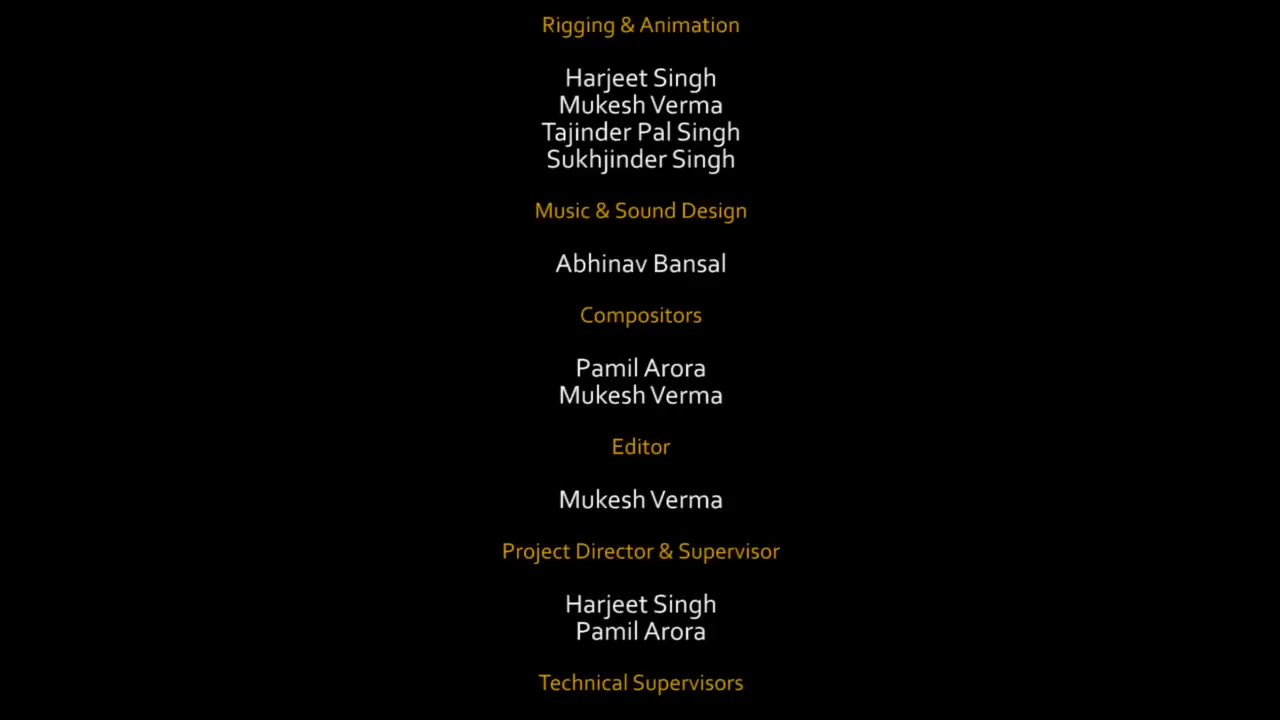 Rigging & Animation
Harjeet Singh
Mukesh Verma
Tajinder Pal Singh
Sukhjinder Singh
Music & Sound Design
Abhinav Bansal
Compositors
Pamil Arora
Mukesh Verma
Editor
Mukesh Verma
Project Director & Supervisor
Harjeet Singh
Pamil Arora
Technical Supervisors